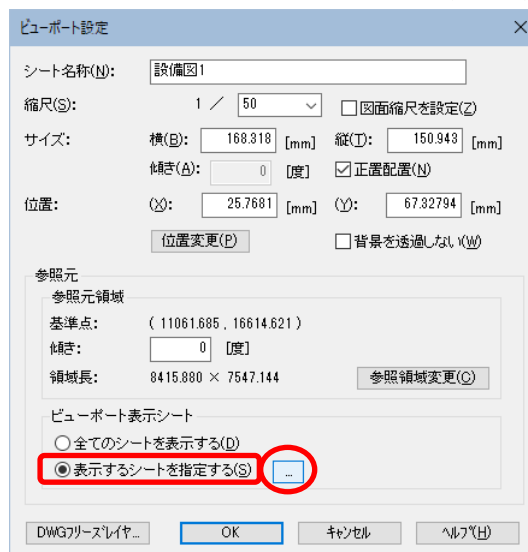 ビューポート設定
シート名称(N): 設備図1
縮尺(S): 1 / 50 図面縮尺を設定(Z)
サイズ: 横(B): 168.318 [mm] 縦(T): 150.943 [mm]
傾き(A): 0 [度] 正置配置(N)
位置: (X): 25.7681 [mm] (Y): 67.32794 [mm]
位置変更(P) 背景を透過しない(W)
参照元
参照元領域
基準点: ( 11061.685 , 16614.621 )
傾き: 0 [度]
領域長: 8415.880 × 7547.144 参照領域変更(C)
ビューポート表示シート
全てのシートを表示する(D)
表示するシートを指定する(S) ...
DWGフリーズレイヤ... OK キャンセル ヘルプ(H)